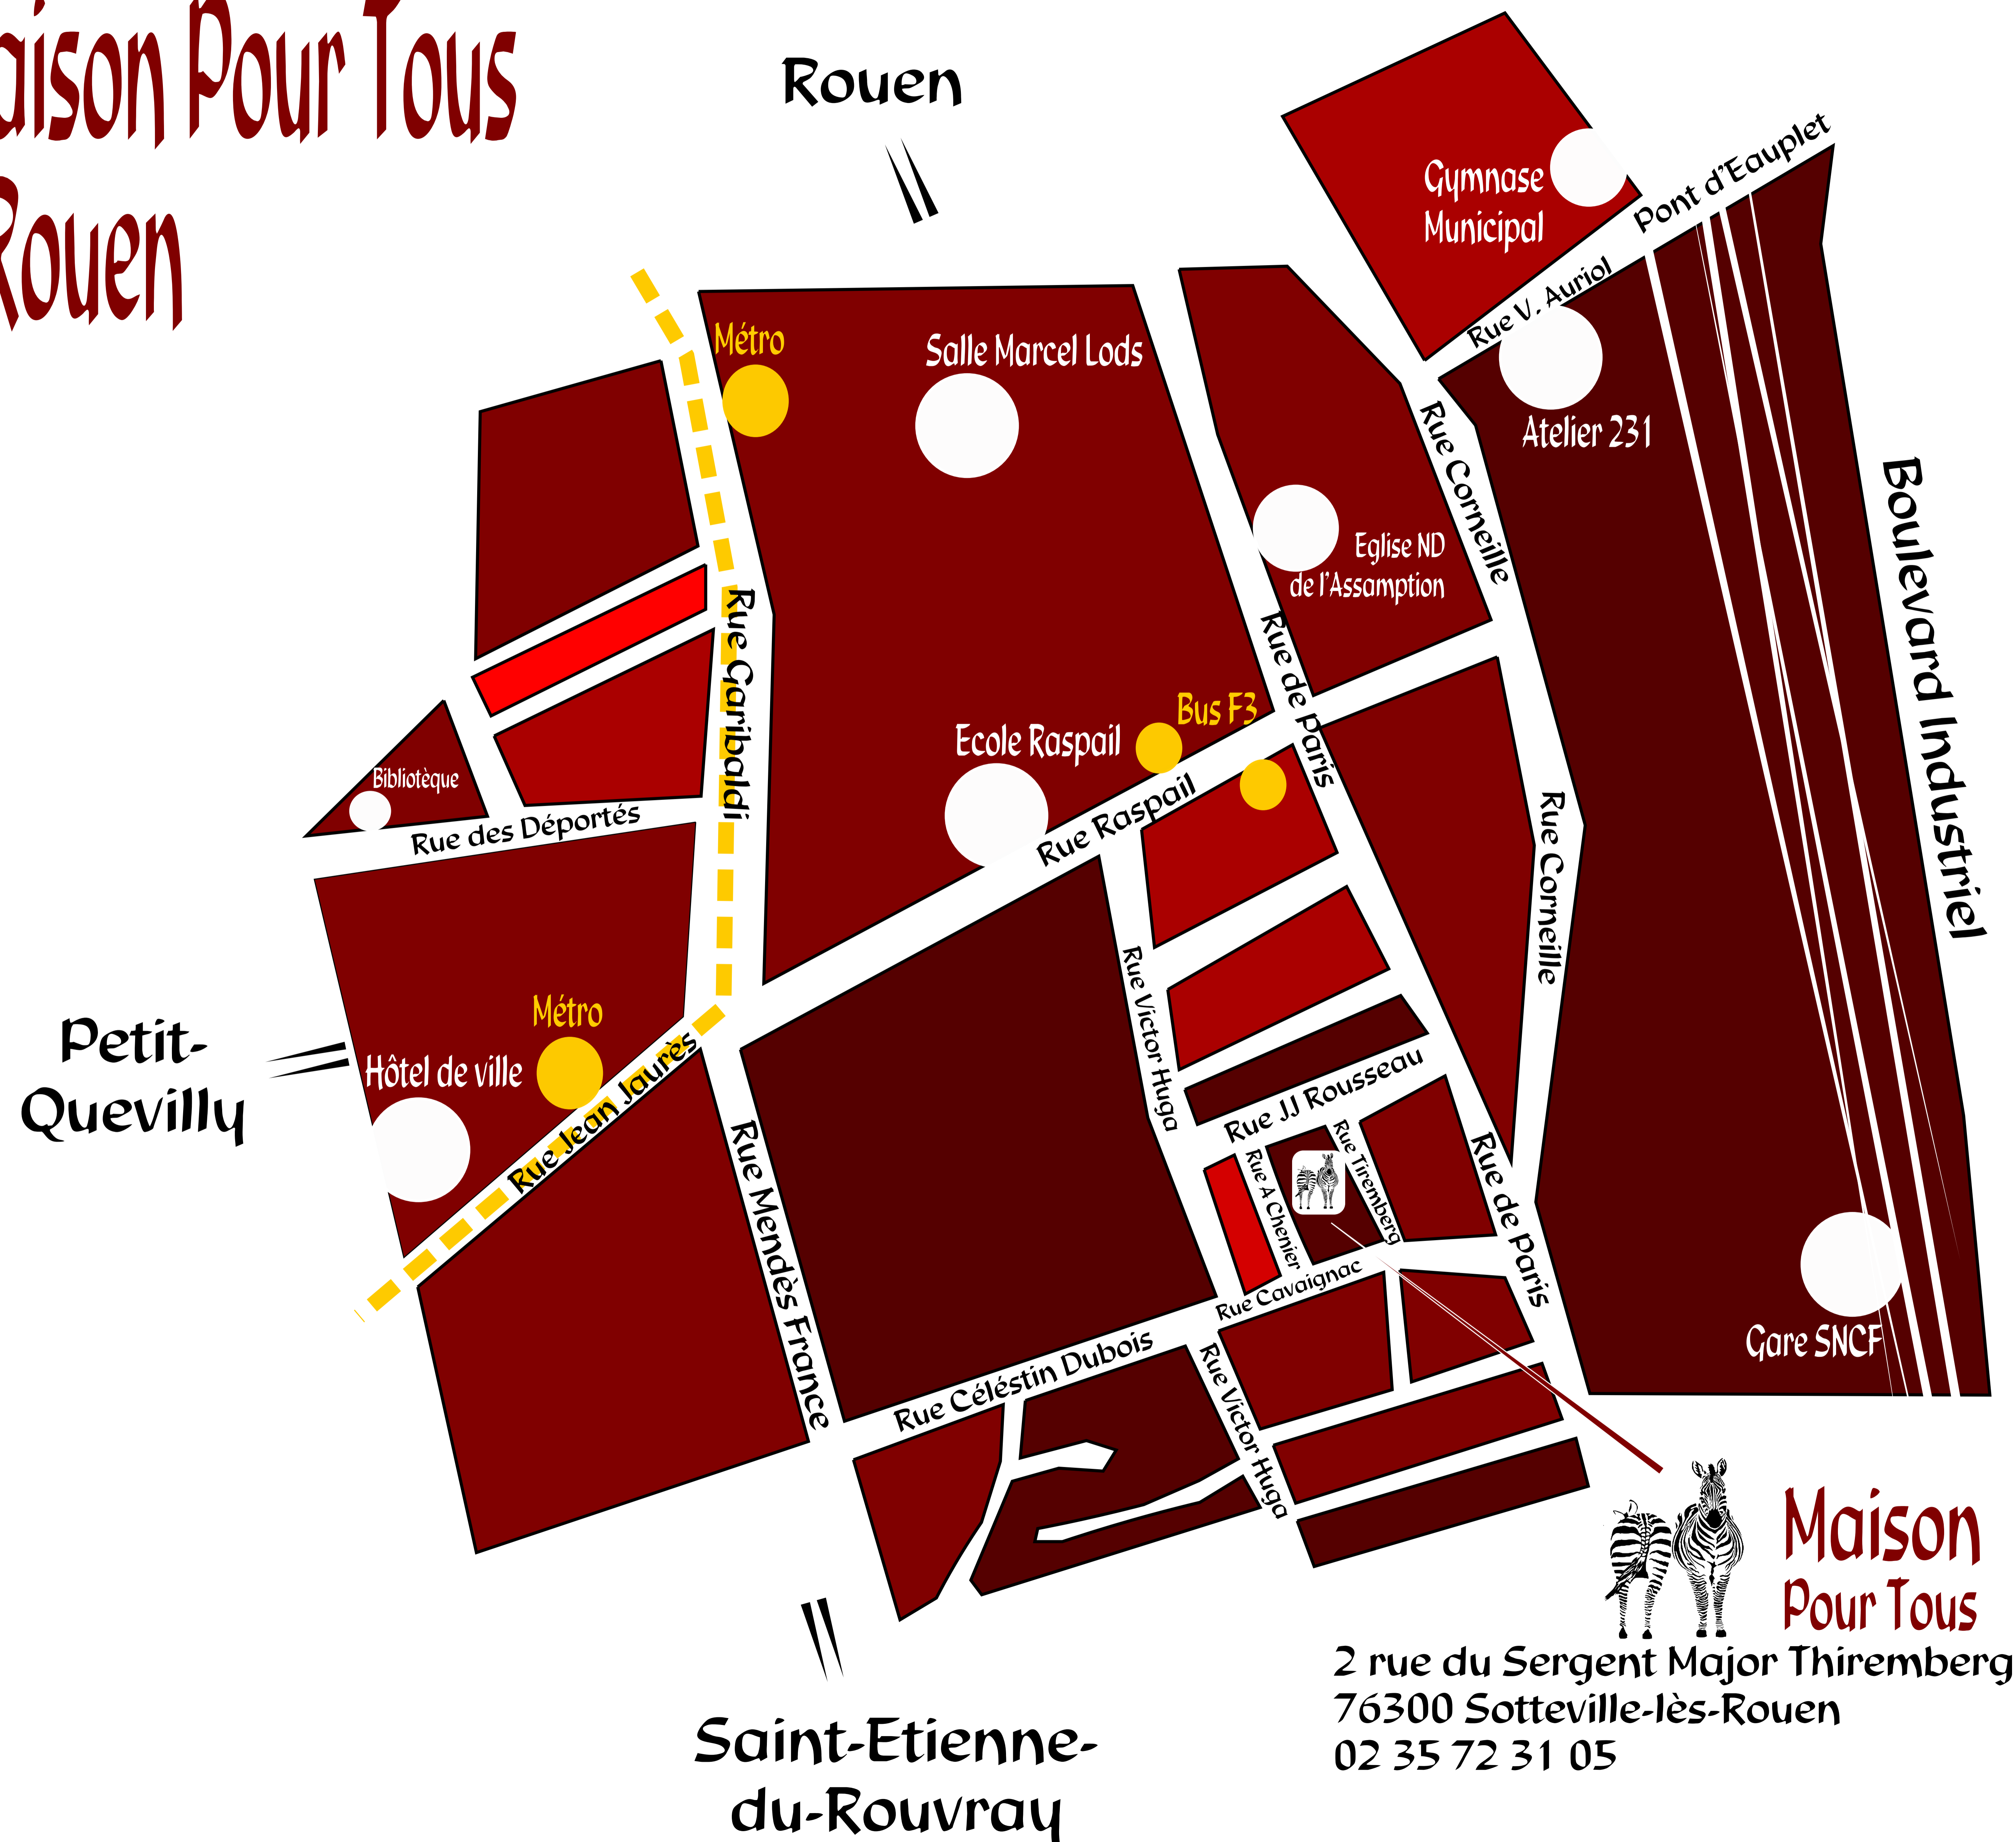 aison Pour Tous
Rouen
Rouen
Gymnase
Municipal
Pont d'Eauplet
Rue V. Auriol
Métro
Salle Marcel Lods
Atelier 231
Rue Corneille
Eglise ND
de l'Assamption
Boulevard Industriel
Rue Garibaldi
Rue de Paris
Bus F3
Ecole Raspail
Rue Raspail
Bibliotèque
Rue des Déportés
Rue Corneille
Petit-
Quevilly
Métro
Hôtel de ville
Rue Jean Jaurès
Rue Victor Huga
Rue JJ Rousseau
Rue Mendès France
Rue A Chenier
Rue Tiremberg
Rue de Paris
Rue Cavaignac
Gare SNCF
Rue Céléstin Dubois
Rue Victor Huga
Maison
Pour Tous
2 rue du Sergent Major Thiremberg
76300 Sotteville-lès-Rouen
02 35 72 31 05
Saint-Etienne-
du-Rouvray